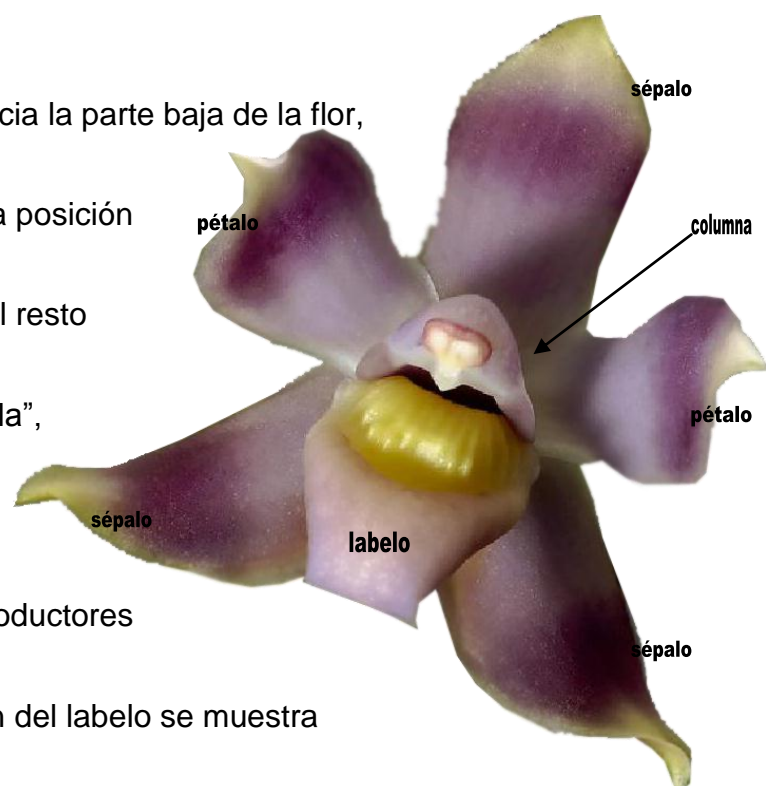 sépalo
cia la parte baja de la flor,
a posición
pétalo
columna
l resto
la”,
pétalo
sépalo
labelo
oductores
sépalo
n del labelo se muestra